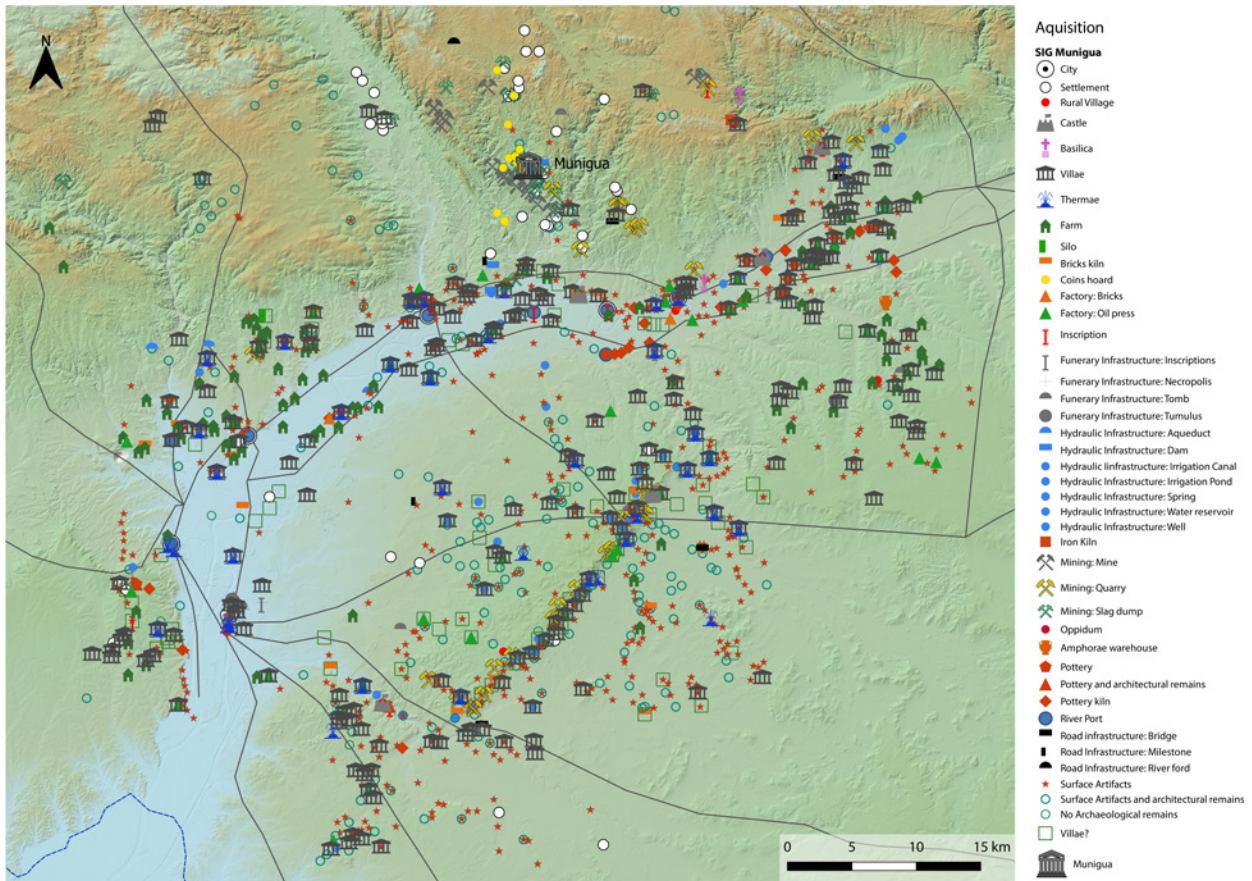 N
Munigua
0
5
10
15 km
Aquisition
SIG Munigua
City
Settlement
Rural Village
Castle
Basilica
Villae
Thermae
Farm
Silo
Bricks kiln
Coins hoard
Factory: Bricks
Factory: Oil press
Inscription
Funerary Infrastructure: Inscriptions
Funerary Infrastructure: Necropolis
Funerary Infrastructure: Tomb
Funerary Infrastructure: Tumulus
Hydraulic Infrastructure: Aqueduct
Hydraulic Infrastructure: Dam
Hydraulic Iinfrastructure: Irrigation Canal
Hydraulic Infrastructure: Irrigation Pond
Hydraulic Infrastructure: Spring
Hydraulic Infrastructure: Water reservoir
Hydraulic Infrastructure: Well
Iron Kiln
Mining: Mine
Mining: Quarry
Mining: Slag dump
Oppidum
Amphorae warehouse
Pottery
Pottery and architectural remains
Pottery kiln
River Port
Road infrastructure: Bridge
Road Infrastructure: Milestone
Road Infrastructure: River ford
Surface Artifacts
Surface Artifacts and architectural remains
No Archaeological remains
Villae?
Munigua